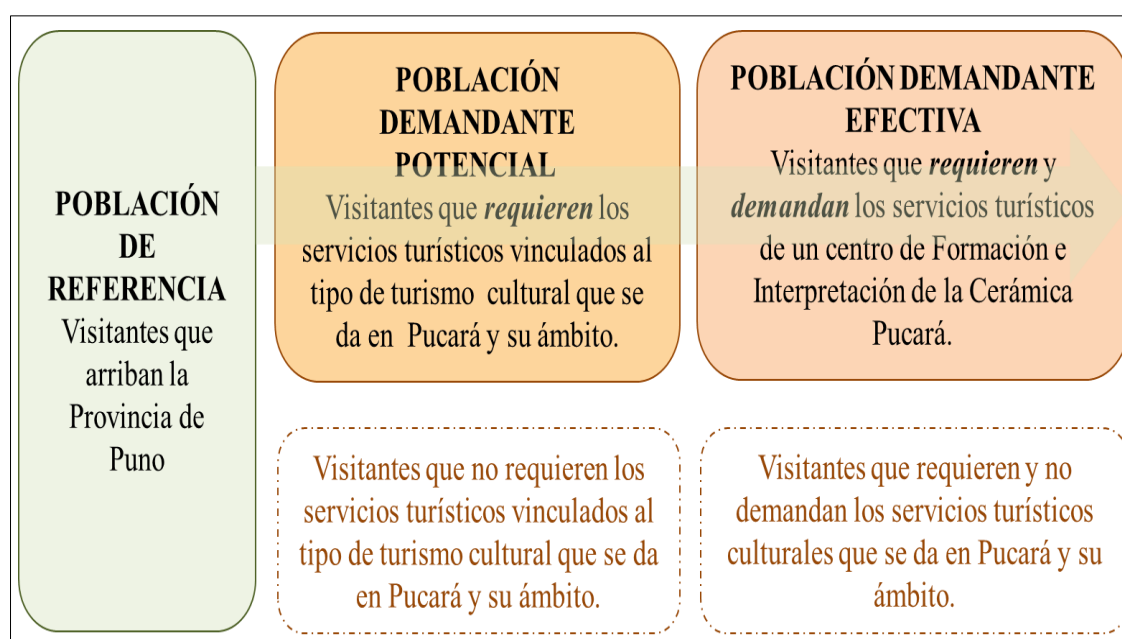 POBLACIÓN
DE
REFERENCIA
Visitantes que
arriban la
Provincia de
Puno
POBLACIÓN
DEMANDANTE
POTENCIAL
Visitantes que requieren los
servicios turísticos vinculados al
tipo de turismo cultural que se
da en Pucará y su ámbito.
POBLACIÓN DEMANDANTE
EFECTIVA
Visitantes que requieren y
demandan los servicios turísticos
de un centro de Formación e
Interpretación de la Cerámica
Pucará.
Visitantes que no requieren los
servicios turísticos vinculados al
tipo de turismo cultural que se da
en Pucará y su ámbito.
Visitantes que requieren y no
demandan los servicios turísticos
culturales que se da en Pucará y su
ámbito.